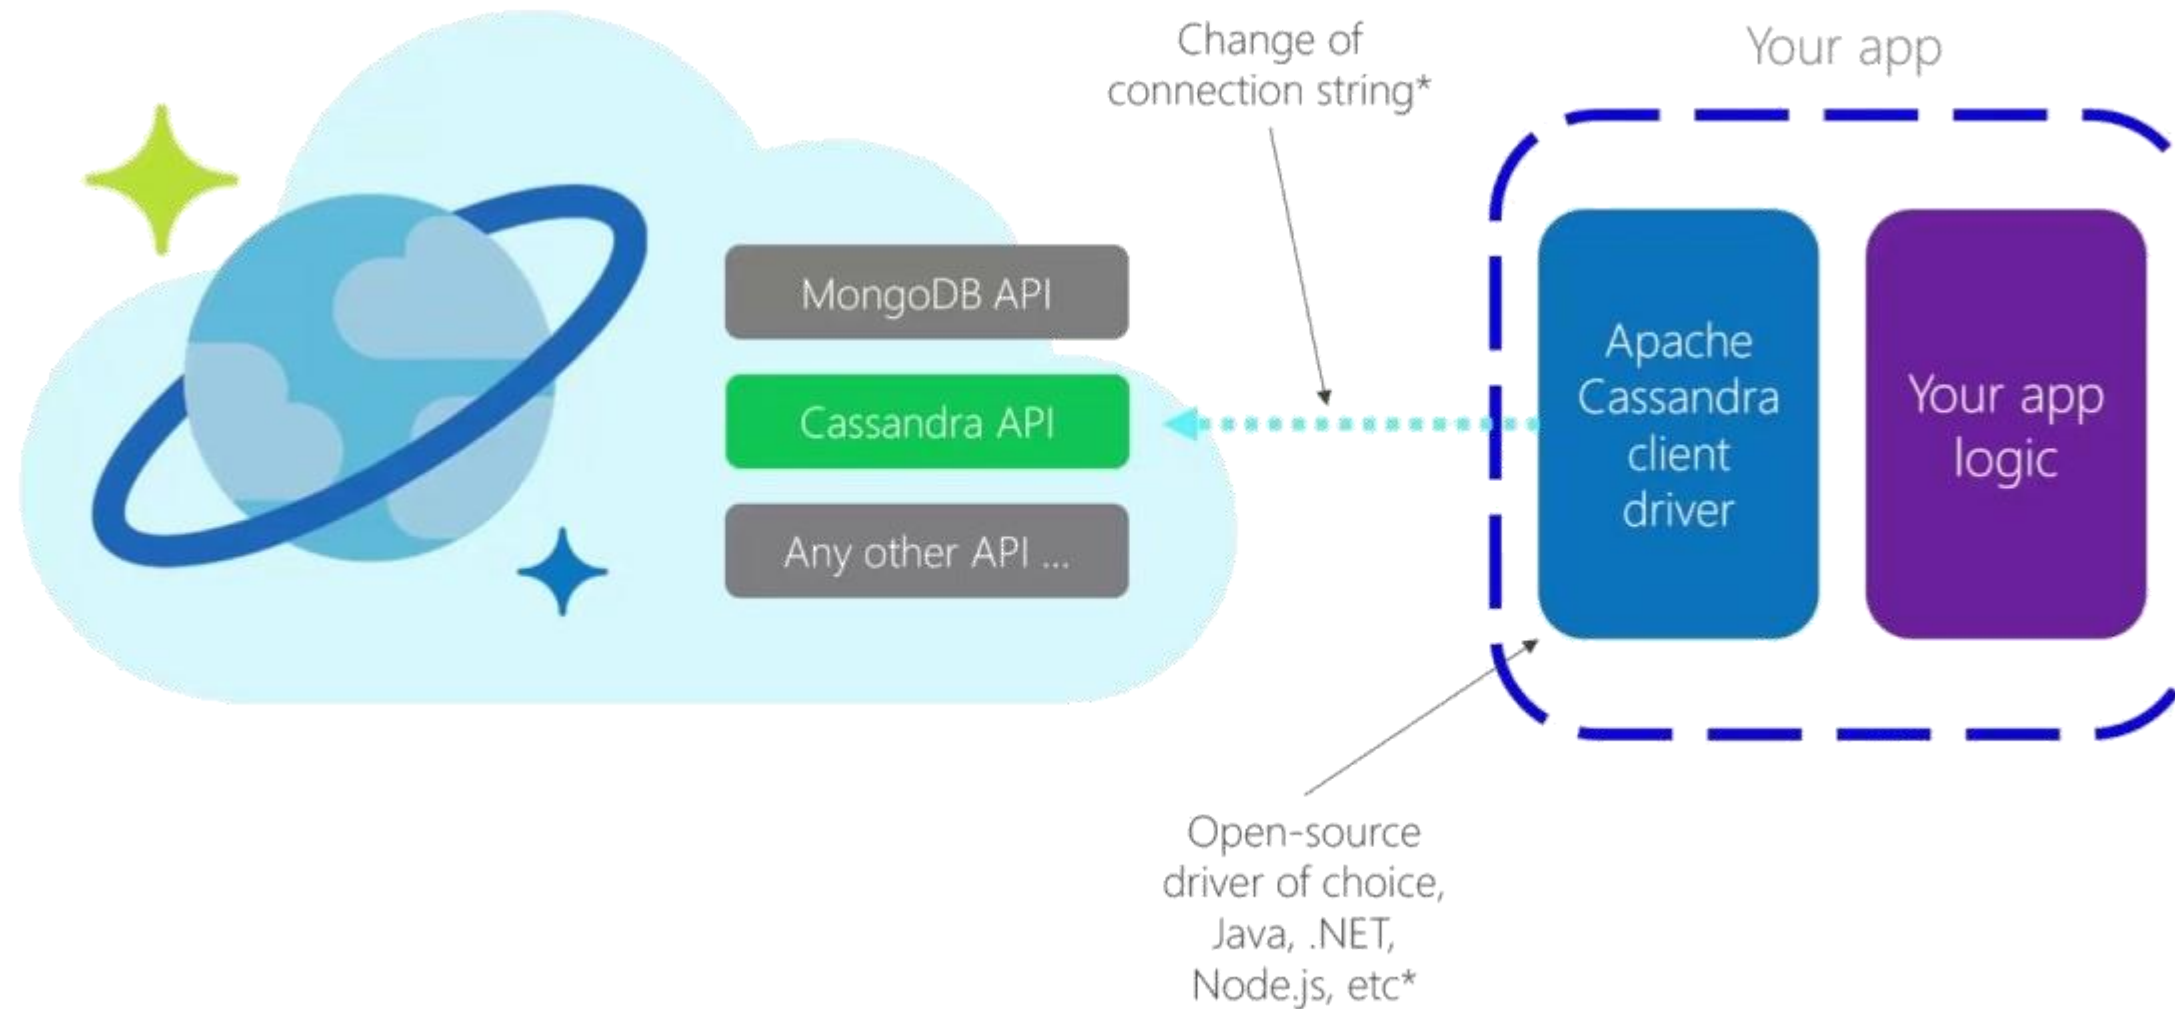 Change of
connection string*
Your app
MongoDB API
Cassandra API
Any other API ...
Apache
Cassandra
client
driver
Your app
logic
Open-source
driver of choice,
Java, .NET,
Node.js, etc*